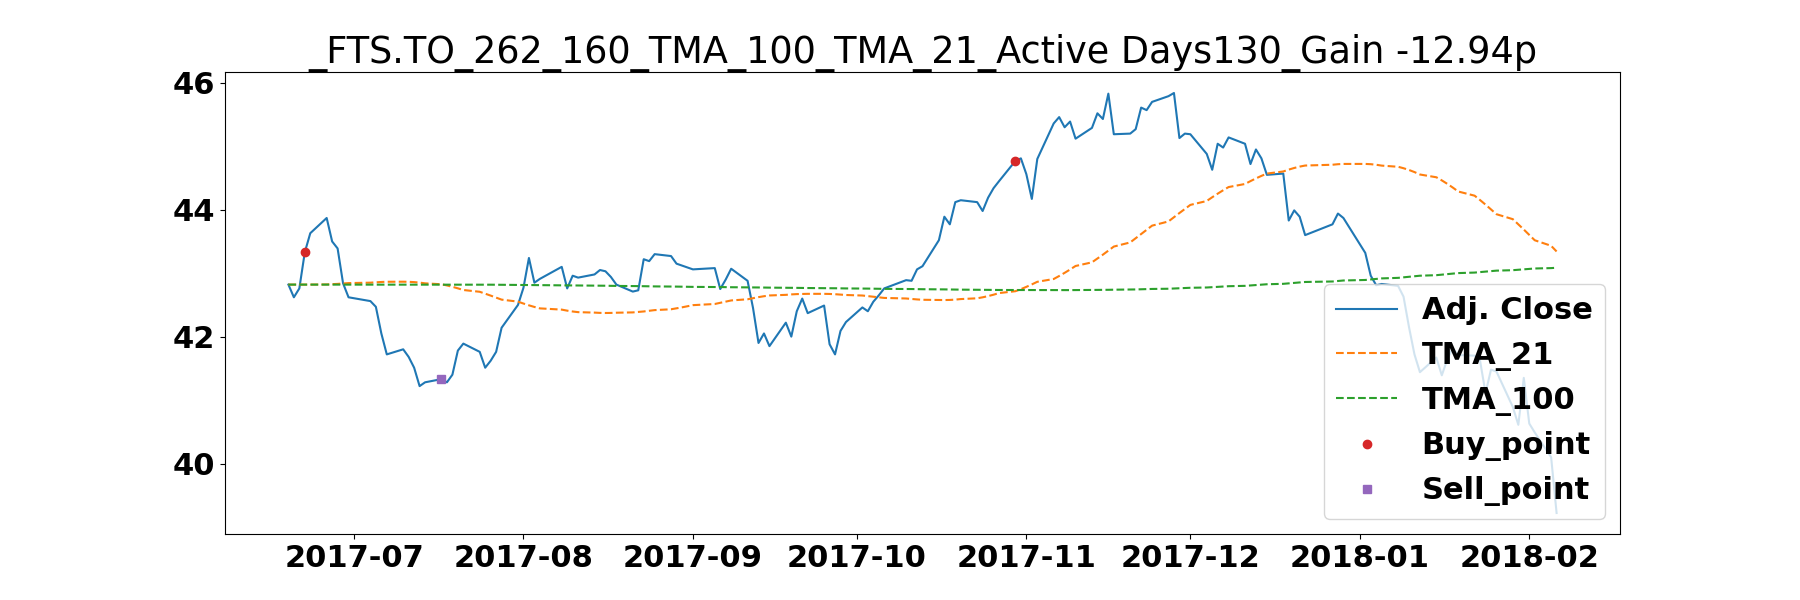 _FTS.TO_262_160_TMA_100_TMA_21_Active Days130_Gain -12.94p
46
44
42
40
Adj. Close
TMA_21
TMA_100
Buy_point
Sell_point
2017-07 2017-08 2017-09 2017-10 2017-11 2017-12 2018-01 2018-02